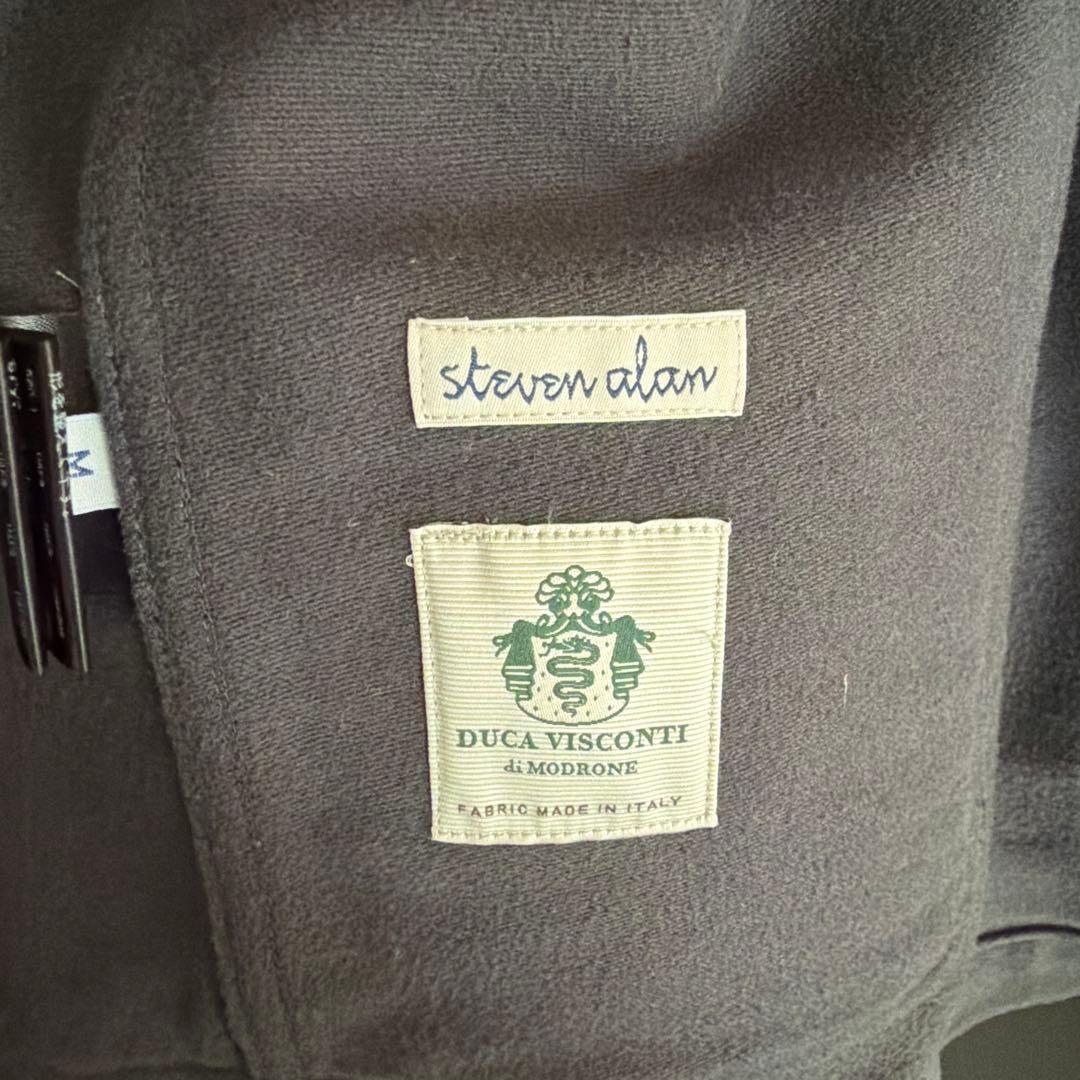 steven alan
M
DUCA VISCONTI
di MODRONE
FABRIC MADE IN ITALY